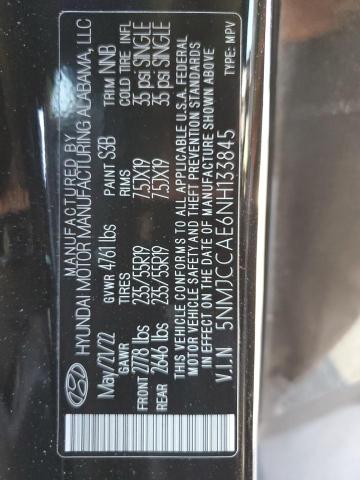 MANUFACTURED BY
HYUNDAI MOTOR MANUFACTURING ALABAMA, LLC
May/21/22 GVWR 4761 lbs PAINT S3B TRIM NNB
GAWR TIRES RIMS COLD TIRE INFL
FRONT 2778 lbs 235/55R19 7.5JX19 35 psi SINGLE
REAR 2646 lbs 235/55R19 7.5JX19 35 psi SINGLE
THIS VEHICLE CONFORMS TO ALL APPLICABLE U.S.A. FEDERAL
MOTOR VEHICLE SAFETY AND THEFT PREVENTION STANDARDS
IN EFFECT ON THE DATE OF MANUFACTURE SHOWN ABOVE
V.I.N 5NMJCCAE6NH133845 TYPE: MPV